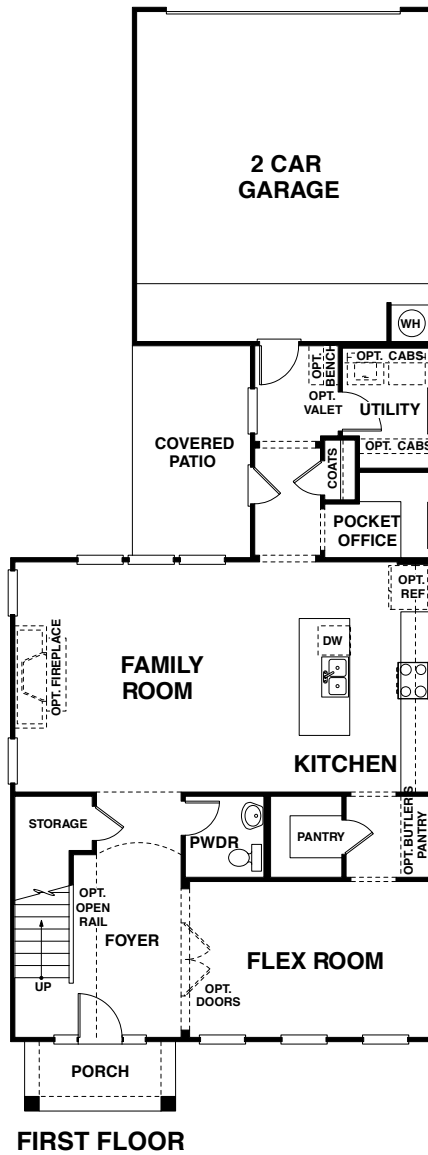 2 CAR
GARAGE
WH
OPT.
BENCH
OPT. CABS
OPT.
VALET
UTILITY
COVERED
PATIO
COATS
OPT. CABS
POCKET
OFFICE
OPT.
REF
OPT. FIREPLACE
FAMILY
ROOM
DW
KITCHEN
STORAGE
PWDR
PANTRY
OPT. BUTLER'S
PANTRY
OPT.
OPEN
RAIL
FOYER
FLEX ROOM
UP
OPT.
DOORS
PORCH
FIRST FLOOR